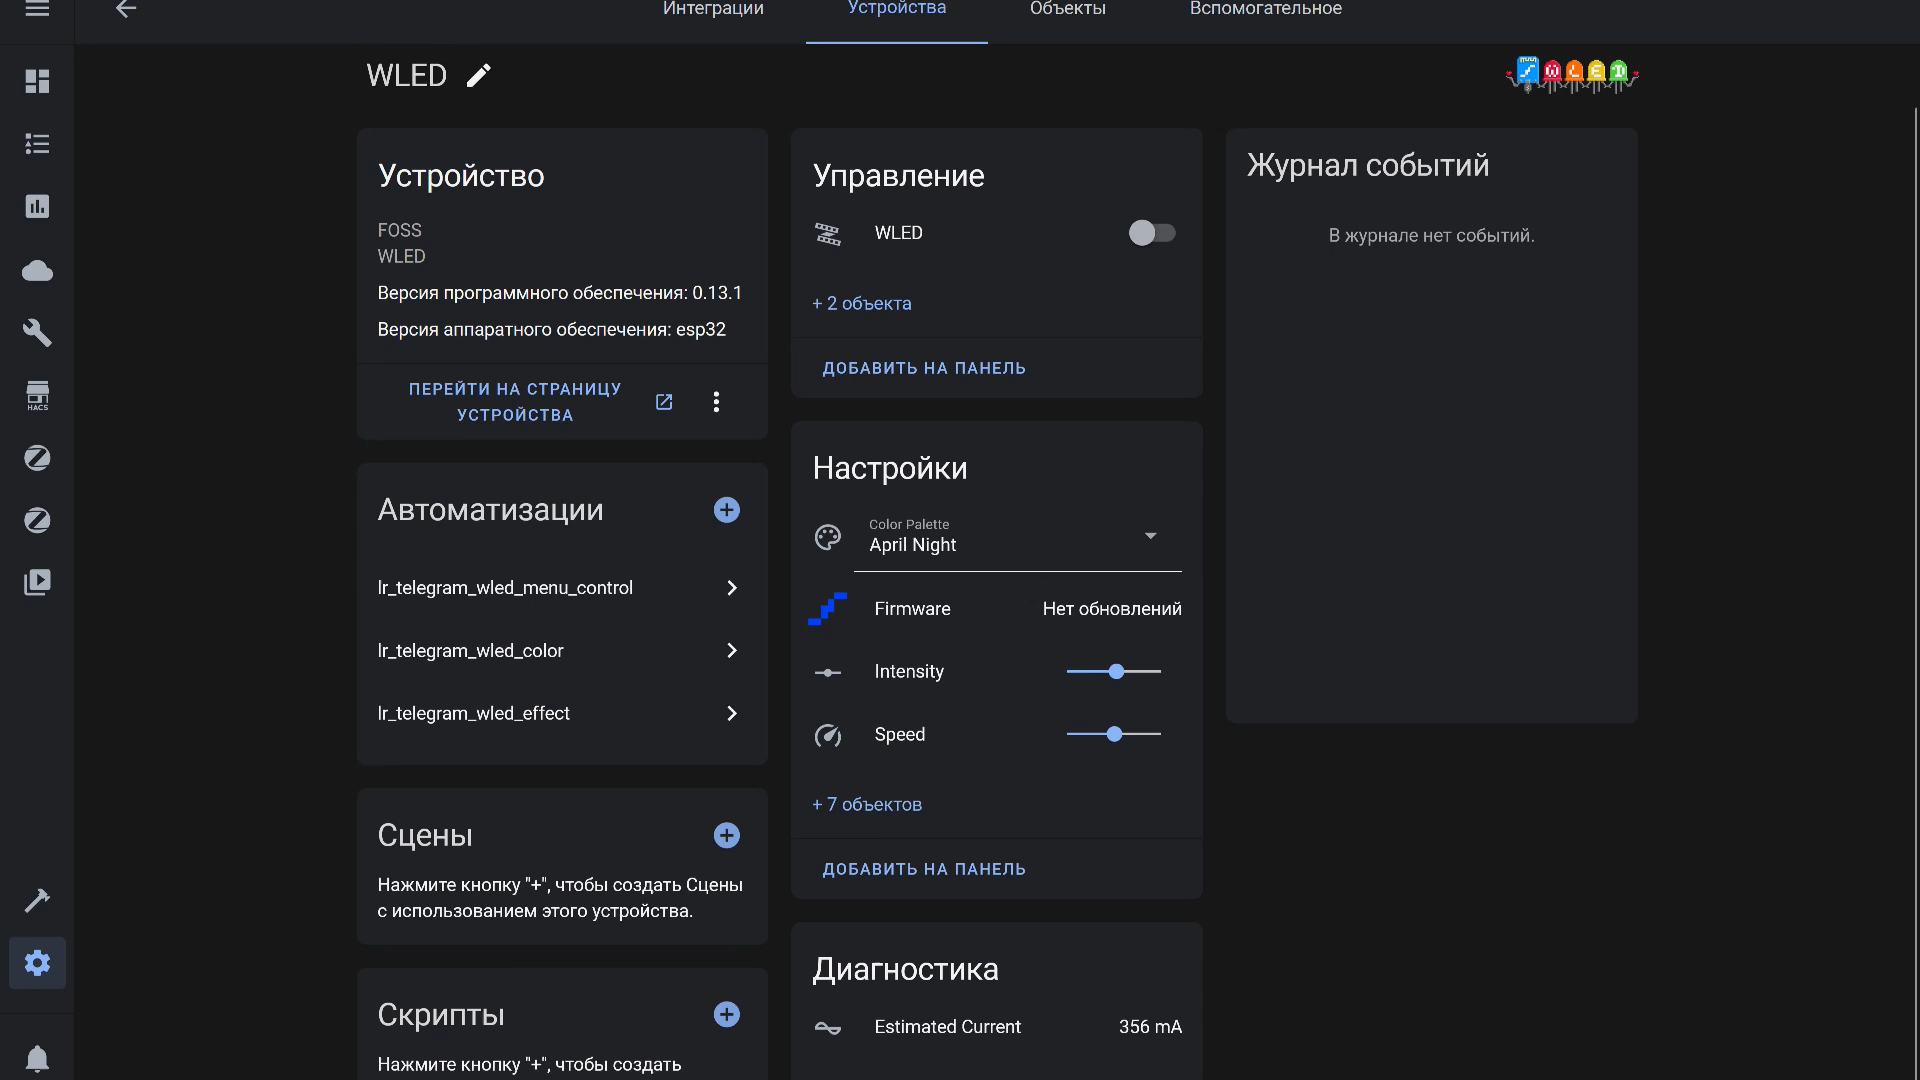 Интеграции
Устройства
Объекты
Вспомогательное
WLED
WLED
HACS
Устройство
FOSS
WLED
Версия программного обеспечения: 0.13.1
Версия аппаратного обеспечения: esp32
ПЕРЕЙТИ НА СТРАНИЦУ
УСТРОЙСТВА
Автоматизации
lr_telegram_wled_menu_control
lr_telegram_wled_color
lr_telegram_wled_effect
Сцены
Нажмите кнопку "+", чтобы создать Сцены
с использованием этого устройства.
Скрипты
Нажмите кнопку "+", чтобы создать
Управление
WLED
+ 2 объекта
ДОБАВИТЬ НА ПАНЕЛЬ
Настройки
Color Palette
April Night
Firmware
Нет обновлений
Intensity
Speed
+ 7 объектов
ДОБАВИТЬ НА ПАНЕЛЬ
Диагностика
Estimated Current
356 mA
Журнал событий
В журнале нет событий.